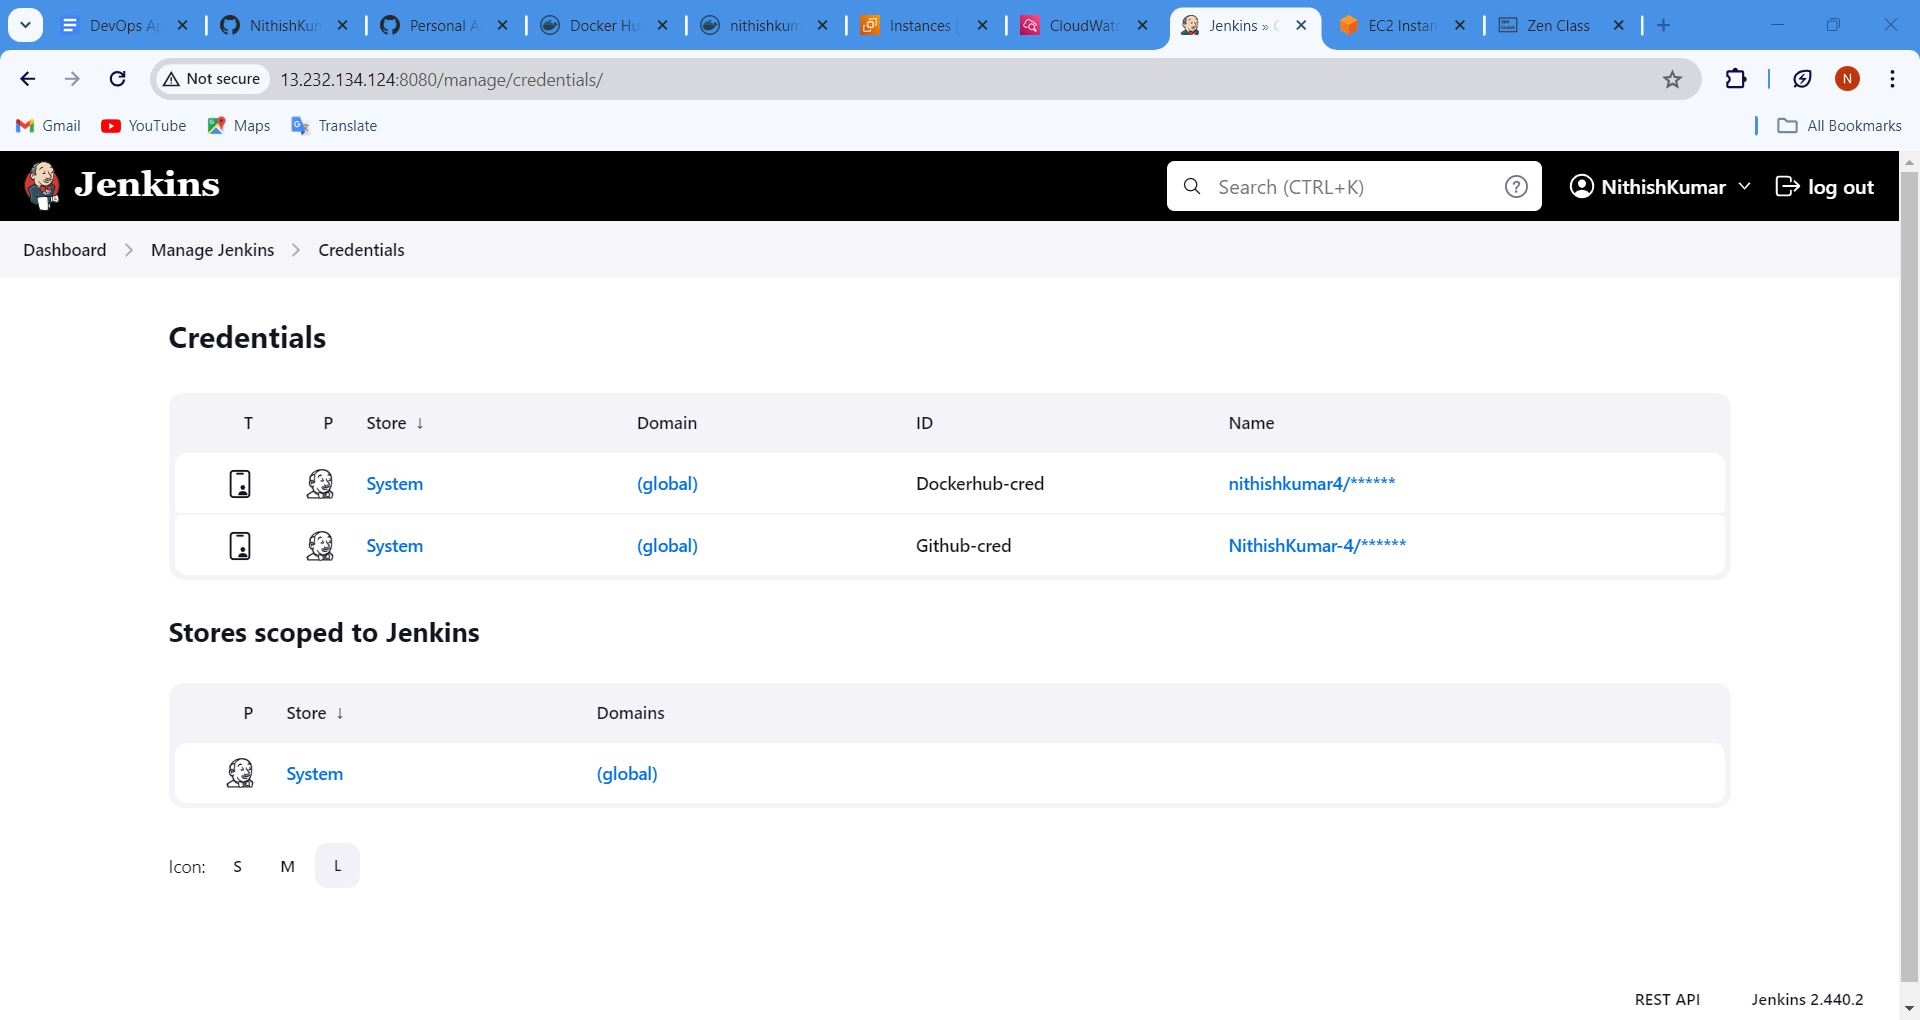 DevOps A
NithishKun
Personal A
Docker Hu
nithishkum
Instances |
CloudWat
Jenkins »
EC2 Instan
Zen Class
Not secure
13.232.134.124:8080/manage/credentials/
N
Gmail
YouTube
Maps
Translate
All Bookmarks
Jenkins
Search (CTRL+K)
NithishKumar
log out
Dashboard
Manage Jenkins
Credentials
Credentials
T P Store ↓ Domain ID Name
System (global) Dockerhub-cred nithishkumar4/******
System (global) Github-cred NithishKumar-4/******
Stores scoped to Jenkins
P Store ↓ Domains
System (global)
Icon: S M L
REST API
Jenkins 2.440.2